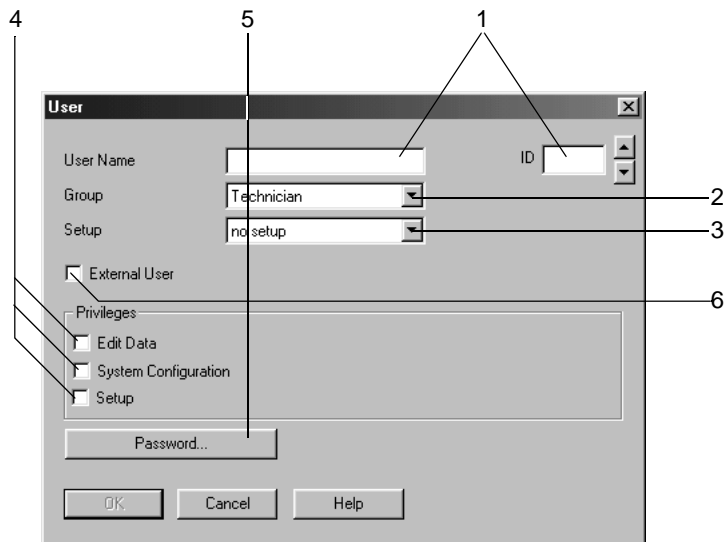 4 5 1
User
User Name ID
Group Technician 2
Setup no setup 3
External User
6
Privileges
Edit Data
System Configuration
Setup
Password...
OK Cancel Help